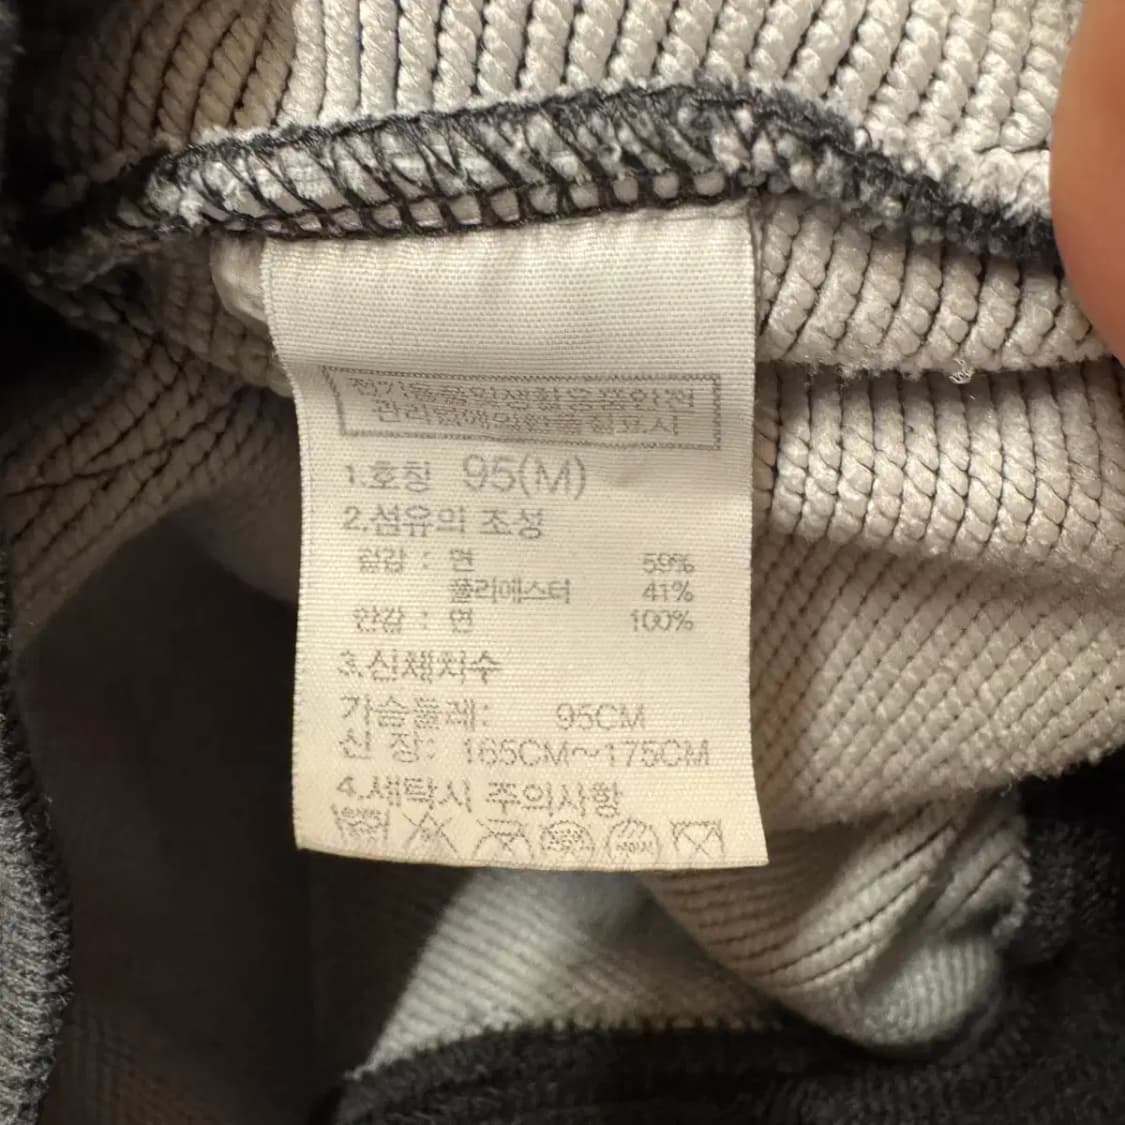 전기용품및생활용품안전
관리법에의한품질표시
1.호칭 95(M)
2.섬유의 조성
겉감 : 면 59%
폴리에스터 41%
안감 : 면 100%
3.신체치수
가슴둘레: 95CM
신 장: 165CM~175CM
4.세탁시 주의사항